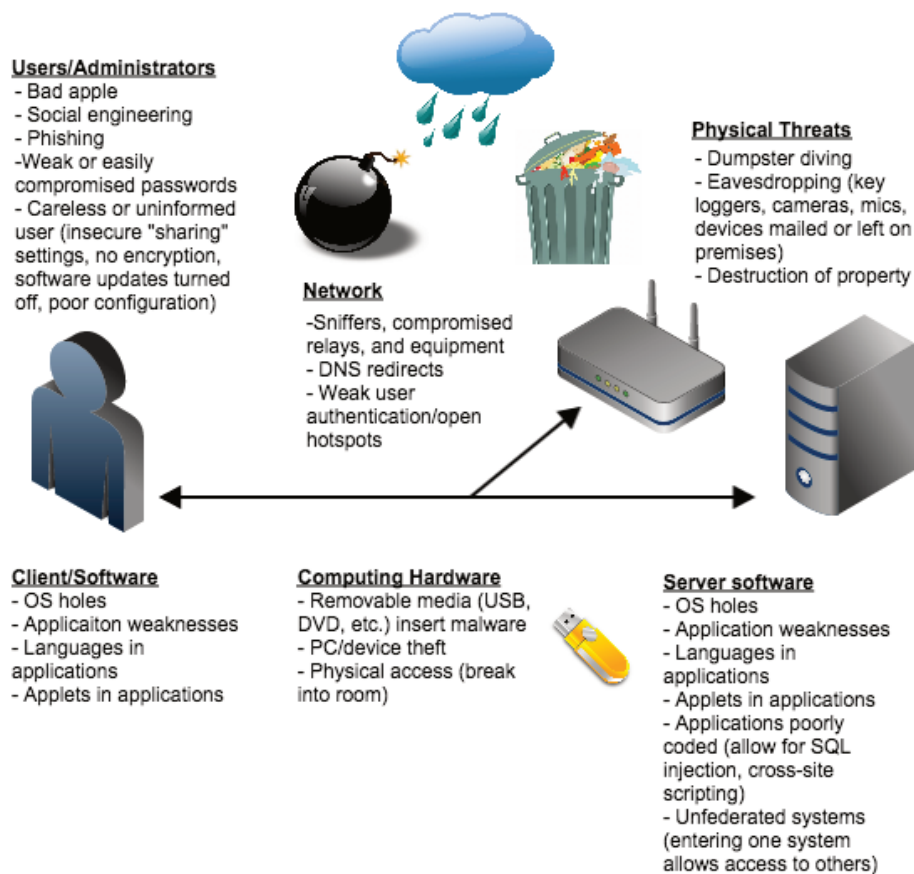 Users/Administrators
- Bad apple
- Social engineering
- Phishing
-Weak or easily
compromised passwords
- Careless or uninformed
user (insecure "sharing"
settings, no encryption,
software updates turned
off, poor configuration)
Physical Threats
- Dumpster diving
- Eavesdropping (key
loggers, cameras, mics,
devices mailed or left on
premises)
- Destruction of property
Network
-Sniffers, compromised
relays, and equipment
- DNS redirects
- Weak user
authentication/open
hotspots
Client/Software
- OS holes
- Applicaiton weaknesses
- Languages in
applications
- Applets in applications
Computing Hardware
- Removable media (USB,
DVD, etc.) insert malware
- PC/device theft
- Physical access (break
into room)
Server software
- OS holes
- Application weaknesses
- Languages in
applications
- Applets in applications
- Applications poorly
coded (allow for SQL
injection, cross-site
scripting)
- Unfederated systems
(entering one system
allows access to others)